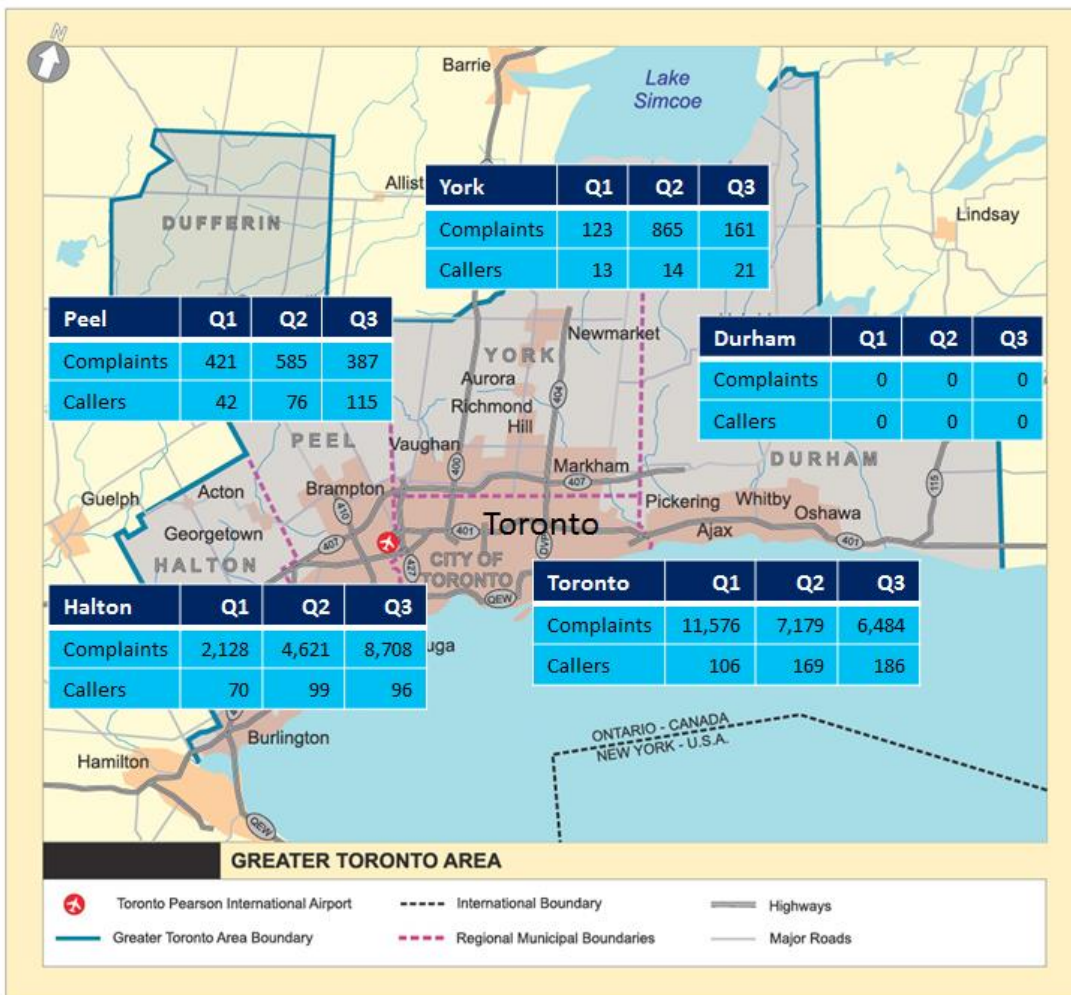 N
Barrie
Lake
Simcoe
Allist
DUFFERIN
Lindsay
York Q1 Q2 Q3
Complaints 123 865 161
Callers 13 14 21
Peel Q1 Q2 Q3
Complaints 421 585 387
Callers 42 76 115
Newmarket
YORK
Aurora
Richmond
Hill
404
Durham Q1 Q2 Q3
Complaints 0 0 0
Callers 0 0 0
PEEL
Vaughan
400
Markham
407
DURHAM
115
Guelph
Acton
Brampton
410
Georgetown
407
HALTON
Toronto
401
DVP
427
CITY OF
TORONTO
QEW
Pickering
Whitby
Oshawa
Ajax
401
Halton Q1 Q2 Q3
Complaints 2,128 4,621 8,708
Callers 70 99 96
uga
Toronto Q1 Q2 Q3
Complaints 11,576 7,179 6,484
Callers 106 169 186
Burlington
Hamilton
QEW
ONTARIO - CANADA
NEW YORK - U.S.A.
GREATER TORONTO AREA
Toronto Pearson International Airport
International Boundary
Highways
Greater Toronto Area Boundary
Regional Municipal Boundaries
Major Roads